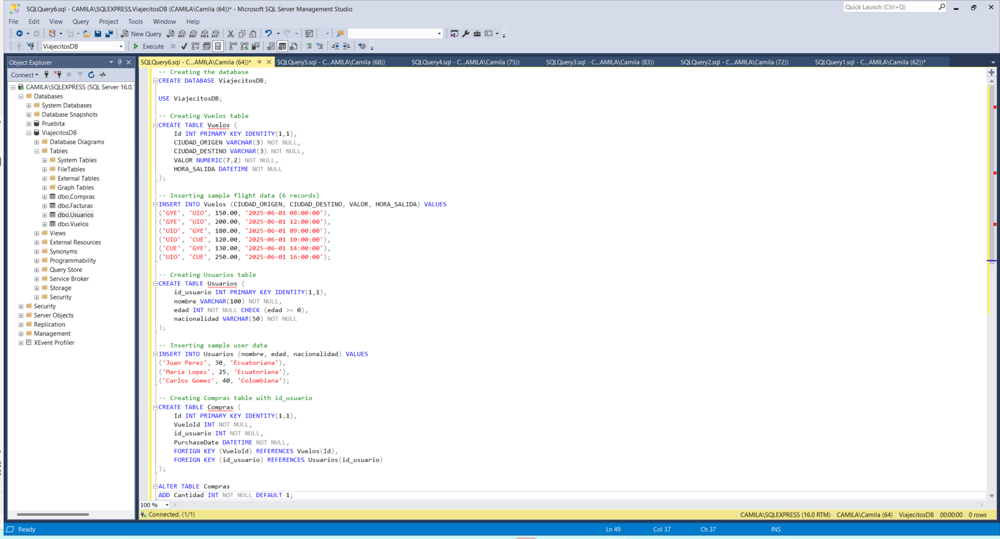 SQLQuery6.sql - CAMILA\SQLEXPRESS.ViajecitosDB (CAMILA\Camila (64))* - Microsoft SQL Server Management Studio
Quick Launch (Ctrl+Q)
File Edit View Query Project Tools Window Help
New Query
ViajecitosDB
Execute
Object Explorer
Connect
CAMILA\SQLEXPRESS (SQL Server 16.0.
Databases
System Databases
Database Snapshots
Pruebita
ViajecitosDB
Database Diagrams
Tables
System Tables
FileTables
External Tables
Graph Tables
dbo.Compras
dbo.Facturas
dbo.Usuarios
dbo.Vuelos
Views
External Resources
Synonyms
Programmability
Query Store
Service Broker
Storage
Security
Security
Server Objects
Replication
Management
XEvent Profiler
SQLQuery6.sql - C...AMILA\Camila (64))* SQLQuery5.sql - C...AMILA\Camila (68)) SQLQuery4.sql - C...AMILA\Camila (75)) SQLQuery3.sql - C...AMILA\Camila (83)) SQLQuery2.sql - C...AMILA\Camila (72)) SQLQuery1.sql - C...AMILA\Camila (62))*
-- Creating the database
CREATE DATABASE ViajecitosDB;
USE ViajecitosDB;
-- Creating Vuelos table
CREATE TABLE Vuelos (
Id INT PRIMARY KEY IDENTITY(1,1),
CIUDAD_ORIGEN VARCHAR(3) NOT NULL,
CIUDAD_DESTINO VARCHAR(3) NOT NULL,
VALOR NUMERIC(7,2) NOT NULL,
HORA_SALIDA DATETIME NOT NULL
);
-- Inserting sample flight data (6 records)
INSERT INTO Vuelos (CIUDAD_ORIGEN, CIUDAD_DESTINO, VALOR, HORA_SALIDA) VALUES
('GYE', 'UIO', 150.00, '2025-06-01 08:00:00'),
('GYE', 'UIO', 200.00, '2025-06-01 12:00:00'),
('UIO', 'GYE', 180.00, '2025-06-01 09:00:00'),
('UIO', 'CUE', 120.00, '2025-06-01 10:00:00'),
('CUE', 'GYE', 130.00, '2025-06-01 14:00:00'),
('UIO', 'CUE', 250.00, '2025-06-01 16:00:00');
-- Creating Usuarios table
CREATE TABLE Usuarios (
id_usuario INT PRIMARY KEY IDENTITY(1,1),
nombre VARCHAR(100) NOT NULL,
edad INT NOT NULL CHECK (edad >= 0),
nacionalidad VARCHAR(50) NOT NULL
);
-- Inserting sample user data
INSERT INTO Usuarios (nombre, edad, nacionalidad) VALUES
('Juan Perez', 30, 'Ecuatoriana'),
('Maria Lopez', 25, 'Ecuatoriana'),
('Carlos Gomez', 40, 'Colombiana');
-- Creating Compras table with id_usuario
CREATE TABLE Compras (
Id INT PRIMARY KEY IDENTITY(1,1),
VueloId INT NOT NULL,
id_usuario INT NOT NULL,
PurchaseDate DATETIME NOT NULL,
FOREIGN KEY (VueloId) REFERENCES Vuelos(Id),
FOREIGN KEY (id_usuario) REFERENCES Usuarios(id_usuario)
);
ALTER TABLE Compras
ADD Cantidad INT NOT NULL DEFAULT 1;
100 %
Connected. (1/1)
CAMILA\SQLEXPRESS (16.0 RTM) CAMILA\Camila (64) ViajecitosDB 00:00:00 0 rows
Ready
Ln 49 Col 37 Ch 37 INS